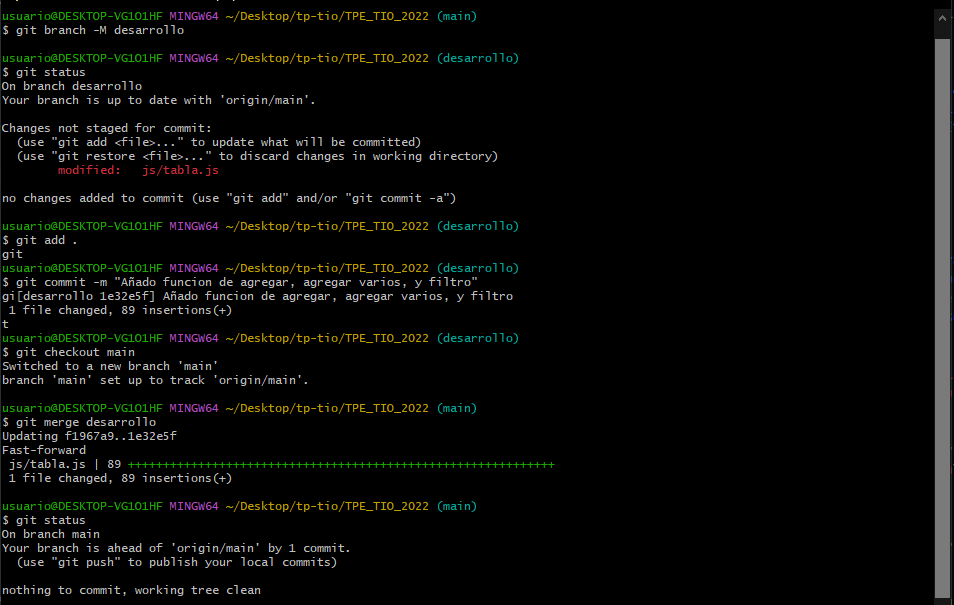 usuario@DESKTOP-VG1O1HF MINGW64 ~/Desktop/tp-tio/TPE_TIO_2022 (main)
$ git branch -M desarrollo
usuario@DESKTOP-VG1O1HF MINGW64 ~/Desktop/tp-tio/TPE_TIO_2022 (desarrollo)
$ git status
On branch desarrollo
Your branch is up to date with 'origin/main'.
Changes not staged for commit:
  (use "git add <file>..." to update what will be committed)
  (use "git restore <file>..." to discard changes in working directory)
        modified:   js/tabla.js
no changes added to commit (use "git add" and/or "git commit -a")
usuario@DESKTOP-VG1O1HF MINGW64 ~/Desktop/tp-tio/TPE_TIO_2022 (desarrollo)
$ git add .
git
usuario@DESKTOP-VG1O1HF MINGW64 ~/Desktop/tp-tio/TPE_TIO_2022 (desarrollo)
$ git commit -m "Añado funcion de agregar, agregar varios, y filtro"
gi[desarrollo 1e32e5f] Añado funcion de agregar, agregar varios, y filtro
 1 file changed, 89 insertions(+)
t
usuario@DESKTOP-VG1O1HF MINGW64 ~/Desktop/tp-tio/TPE_TIO_2022 (desarrollo)
$ git checkout main
Switched to a new branch 'main'
branch 'main' set up to track 'origin/main'.
usuario@DESKTOP-VG1O1HF MINGW64 ~/Desktop/tp-tio/TPE_TIO_2022 (main)
$ git merge desarrollo
Updating f1967a9..1e32e5f
Fast-forward
 js/tabla.js | 89 +++++++++++++++++++++++++++++++++++++++++++++++++++++++++++++
 1 file changed, 89 insertions(+)
usuario@DESKTOP-VG1O1HF MINGW64 ~/Desktop/tp-tio/TPE_TIO_2022 (main)
$ git status
On branch main
Your branch is ahead of 'origin/main' by 1 commit.
  (use "git push" to publish your local commits)
nothing to commit, working tree clean